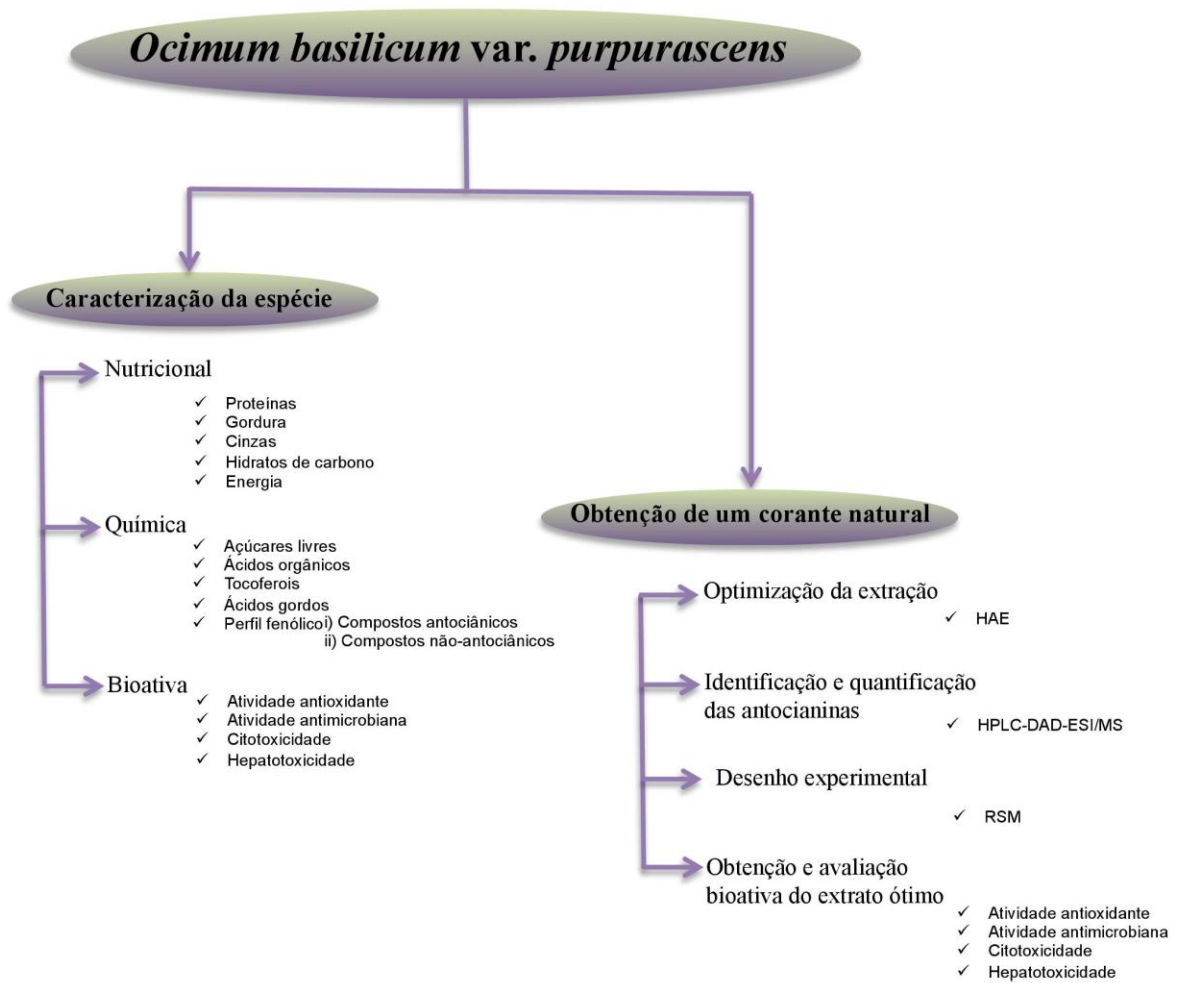 Ocimum basilicum var. purpurascens
Caracterização da espécie
Nutricional
✓ Proteínas
✓ Gordura
✓ Cinzas
✓ Hidratos de carbono
✓ Energia
Química
✓ Açúcares livres
✓ Ácidos orgânicos
✓ Tocoferois
✓ Ácidos gordos
✓ Perfil fenólico i) Compostos antociânicos
ii) Compostos não-antociânicos
Bioativa
✓ Atividade antioxidante
✓ Atividade antimicrobiana
✓ Citotoxicidade
✓ Hepatotoxicidade
Obtenção de um corante natural
Optimização da extração
✓ HAE
Identificação e quantificação
das antocianinas
✓ HPLC-DAD-ESI/MS
Desenho experimental
✓ RSM
Obtenção e avaliação
bioativa do extrato ótimo
✓ Atividade antioxidante
✓ Atividade antimicrobiana
✓ Citotoxicidade
✓ Hepatotoxicidade